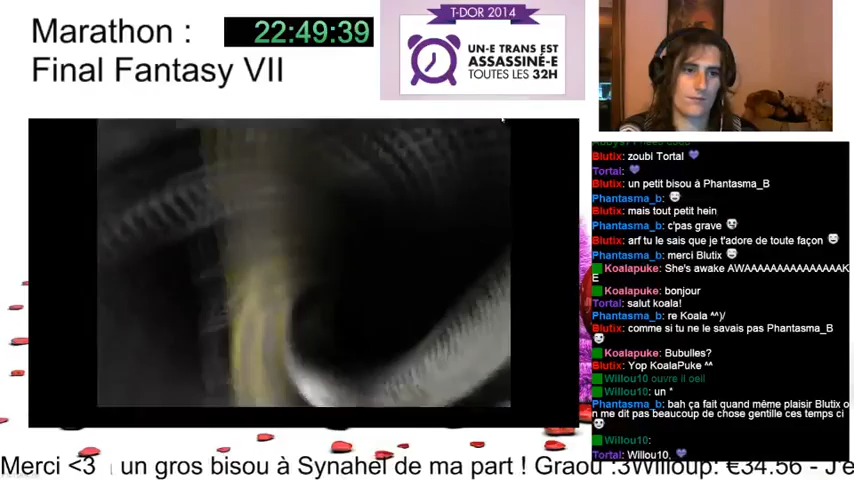 Marathon :
Final Fantasy VII
22:49:39
T-DOR 2014
UN-E TRANS EST
ASSASSINÉ-E
TOUTES LES 32H
Blutix: zoubi Tortal
Tortal:
Blutix: un petit bisou à Phantasma_B
Phantasma_b:
Blutix: mais tout petit hein
Phantasma_b: c'pas grave
Blutix: arf tu le sais que je t'adore de toute façon
Phantasma_b: merci Blutix
Koalapuke: She's awake AWAAAAAAAAAAAAAAAK
E
Koalapuke: bonjour
Tortal: salut koala!
Phantasma_b: re Koala ^^)/
Blutix: comme si tu ne le savais pas Phantasma_B
Koalapuke: Bubulles?
Blutix: Yop KoalaPuke ^^
Willou10 ouvre il oeil
Willou10: un *
Phantasma_b: bah ça fait quand même plaisir Blutix o
n me dit pas beaucoup de chose gentille ces temps ci
Willou10:
Tortal: Willou10,
Merci <3 un gros bisou à Synahel de ma part ! Graou :3Willoup: €34.56 - J'e